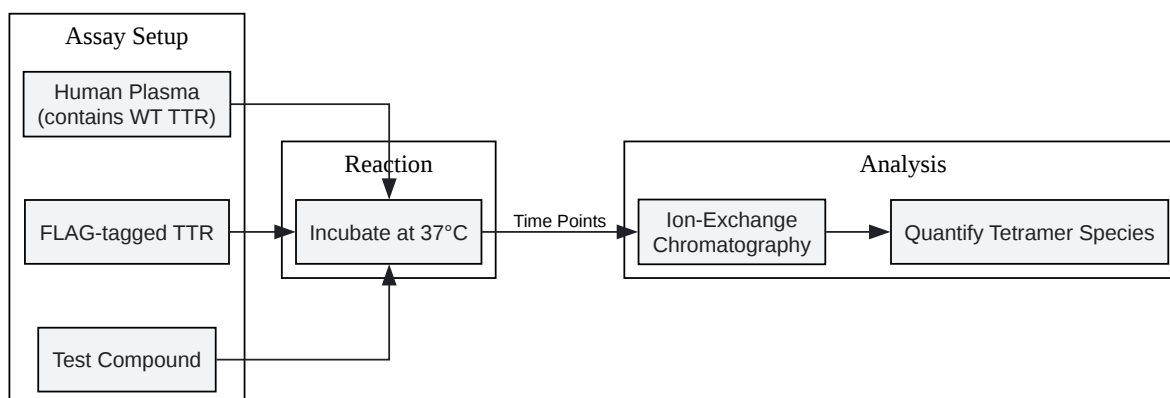 Assay Setup
Human Plasma
(contains WT TTR)
FLAG-tagged TTR
Test Compound
Reaction
Incubate at 37°C
Time Points
Analysis
Ion-Exchange
Chromatography
Quantify Tetramer Species